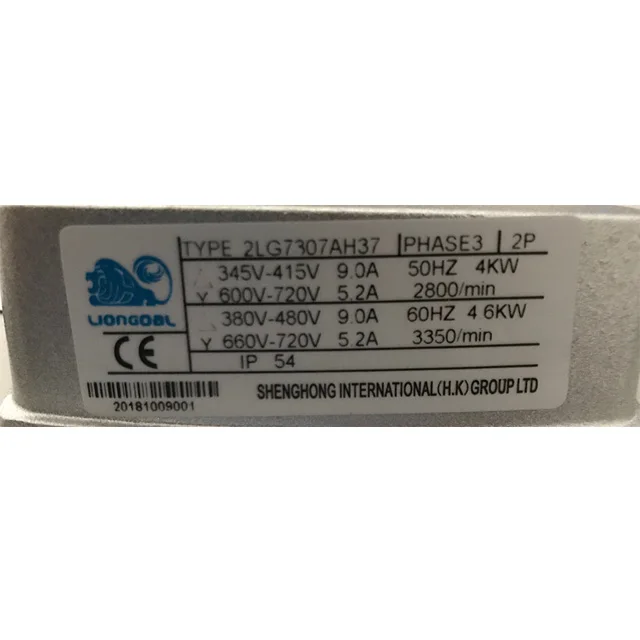 TYPE 2LG7307AH37 PHASE3 2P
△ 345V-415V 9.0A 50HZ 4KW
Y 600V-720V 5.2A 2800/min
△ 380V-480V 9.0A 60HZ 4 6KW
Y 660V-720V 5.2A 3350/min
IP 54
LIONGOAL
CE
20181009001
SHENGHONG INTERNATIONAL(H.K)GROUP LTD